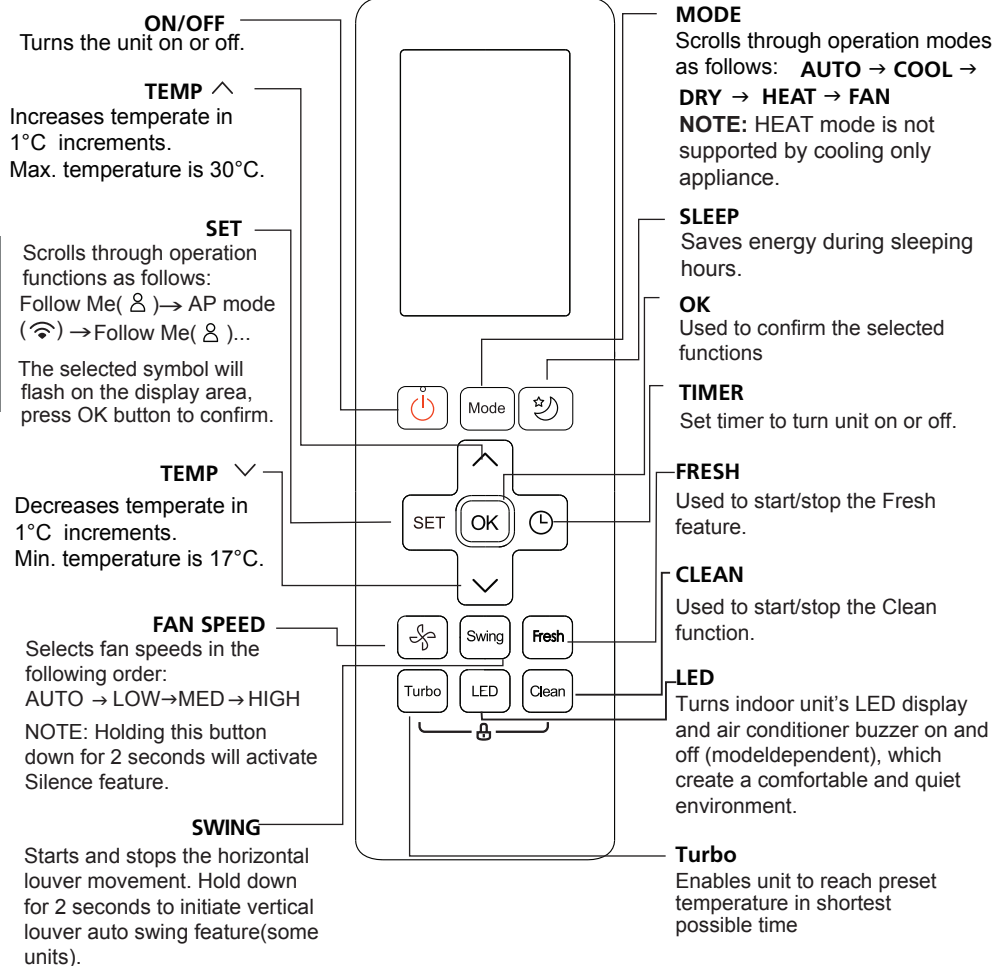 ON/OFF
Turns the unit on or off.
TEMP
Increases temperate in
1°C increments.
Max. temperature is 30°C.
SET
Scrolls through operation
functions as follows:
Follow Me( )→ AP mode
( ) →Follow Me( )...
The selected symbol will
flash on the display area,
press OK button to confirm.
TEMP
Decreases temperate in
1°C increments.
Min. temperature is 17°C.
FAN SPEED
Selects fan speeds in the
following order:
AUTO →LOW→MED→HIGH
NOTE: Holding this button
down for 2 seconds will activate
Silence feature.
SWING
Starts and stops the horizontal
louver movement. Hold down
for 2 seconds to initiate vertical
louver auto swing feature(some
units).
Mode
SET
OK
Swing
Fresh
Turbo
LED
Clean
MODE
Scrolls through operation modes
as follows: AUTO → COOL →
DRY → HEAT → FAN
NOTE: HEAT mode is not
supported by cooling only
appliance.
SLEEP
Saves energy during sleeping
hours.
OK
Used to confirm the selected
functions
TIMER
Set timer to turn unit on or off.
FRESH
Used to start/stop the Fresh
feature.
CLEAN
Used to start/stop the Clean
function.
LED
Turns indoor unit’s LED display
and air conditioner buzzer on and
off (modeldependent), which
create a comfortable and quiet
environment.
Turbo
Enables unit to reach preset
temperature in shortest
possible time